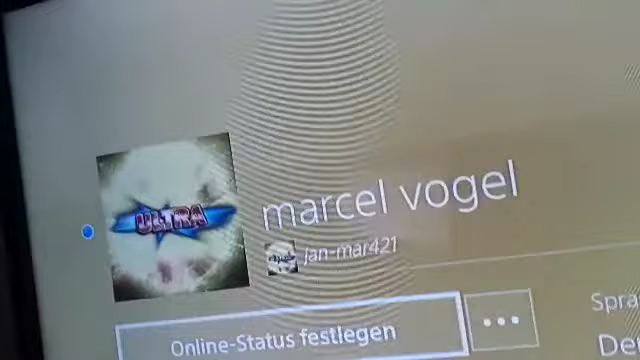 ULTRA
marcel vogel
jan-mar421
Online-Status festlegen
...
Spra
De